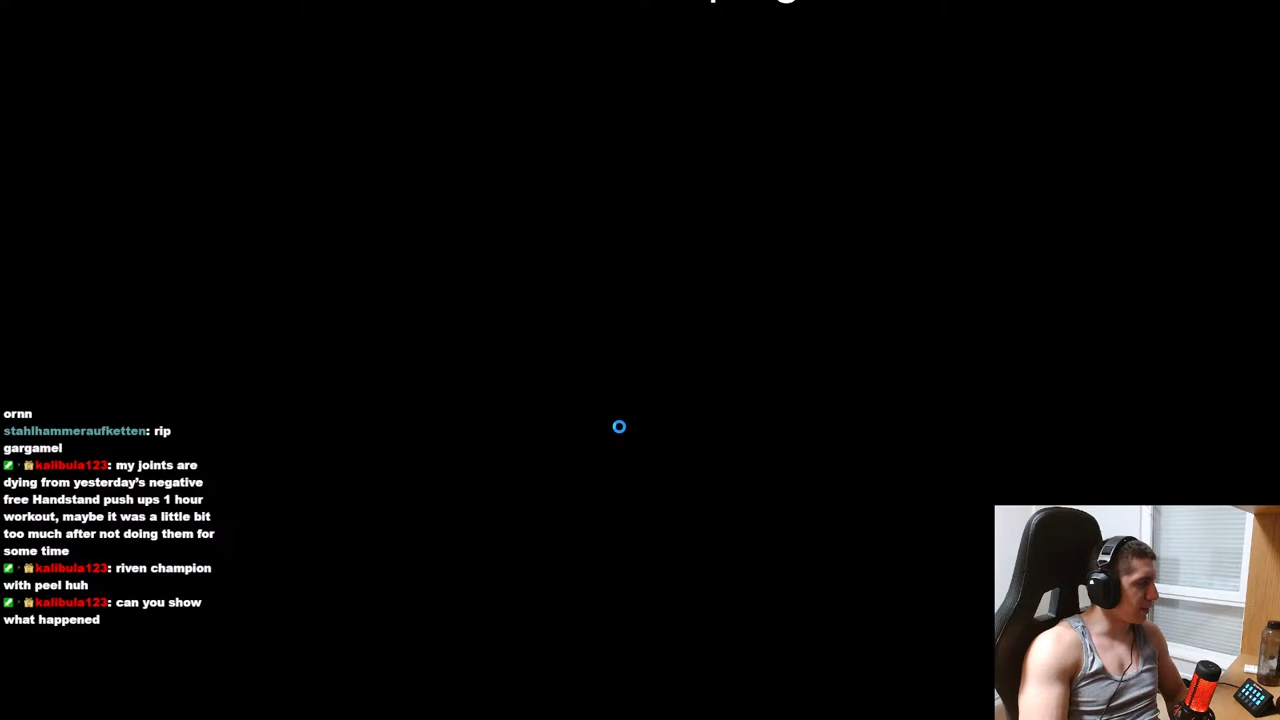 ornn
stahlhammeraufketten: rip
gargamel
kalibula123: my joints are
dying from yesterday's negative
free Handstand push ups 1 hour
workout, maybe it was a little bit
too much after not doing them for
some time
kalibula123: riven champion
with peel huh
kalibula123: can you show
what happened